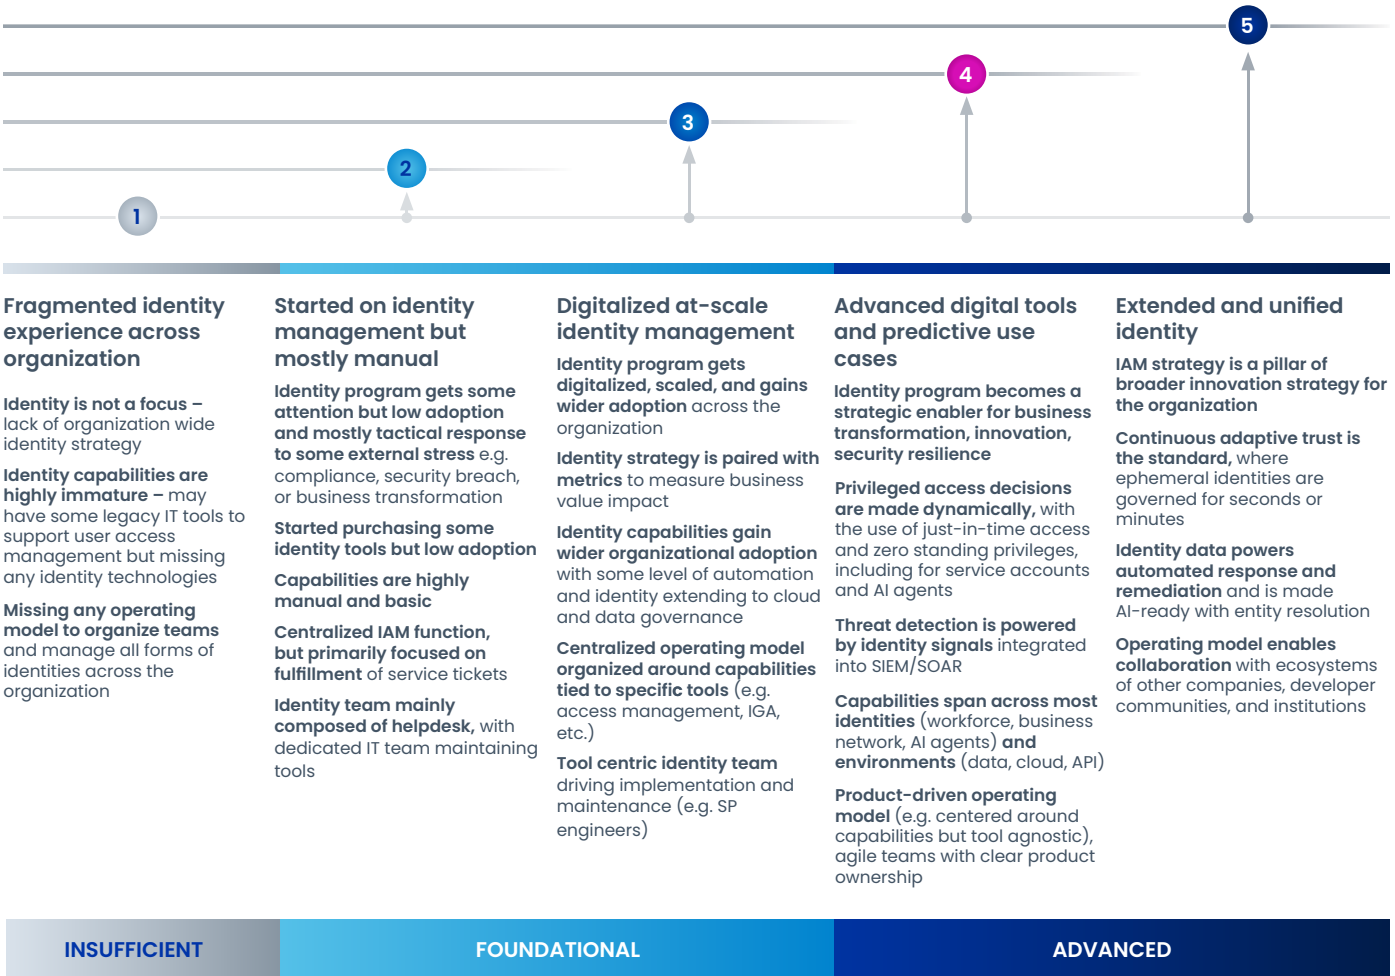 5
4
3
2
1
Fragmented identity
experience across
organization
Identity is not a focus –
lack of organization wide
identity strategy
Identity capabilities are
highly immature – may
have some legacy IT tools to
support user access
management but missing
any identity technologies
Missing any operating
model to organize teams
and manage all forms of
identities across the
organization
Started on identity
management but
mostly manual
Identity program gets some
attention but low adoption
and mostly tactical response
to some external stress e.g.
compliance, security breach,
or business transformation
Started purchasing some
identity tools but low adoption
Capabilities are highly
manual and basic
Centralized IAM function,
but primarily focused on
fulfillment of service tickets
Identity team mainly
composed of helpdesk, with
dedicated IT team maintaining
tools
Digitalized at-scale
identity management
Identity program gets
digitalized, scaled, and gains
wider adoption across the
organization
Identity strategy is paired with
metrics to measure business
value impact
Identity capabilities gain
wider organizational adoption
with some level of automation
and identity extending to cloud
and data governance
Centralized operating model
organized around capabilities
tied to specific tools (e.g.
access management, IGA,
etc.)
Tool centric identity team
driving implementation and
maintenance (e.g. SP
engineers)
Advanced digital tools
and predictive use
cases
Identity program becomes a
strategic enabler for business
transformation, innovation,
security resilience
Privileged access decisions
are made dynamically, with
the use of just-in-time access
and zero standing privileges,
including for service accounts
and AI agents
Threat detection is powered
by identity signals integrated
into SIEM/SOAR
Capabilities span across most
identities (workforce, business
network, AI agents) and
environments (data, cloud, API)
Product-driven operating
model (e.g. centered around
capabilities but tool agnostic),
agile teams with clear product
ownership
Extended and unified
identity
IAM strategy is a pillar of
broader innovation strategy for
the organization
Continuous adaptive trust is
the standard, where
ephemeral identities are
governed for seconds or
minutes
Identity data powers
automated response and
remediation and is made
AI-ready with entity resolution
Operating model enables
collaboration with ecosystems
of other companies, developer
communities, and institutions
INSUFFICIENT
FOUNDATIONAL
ADVANCED